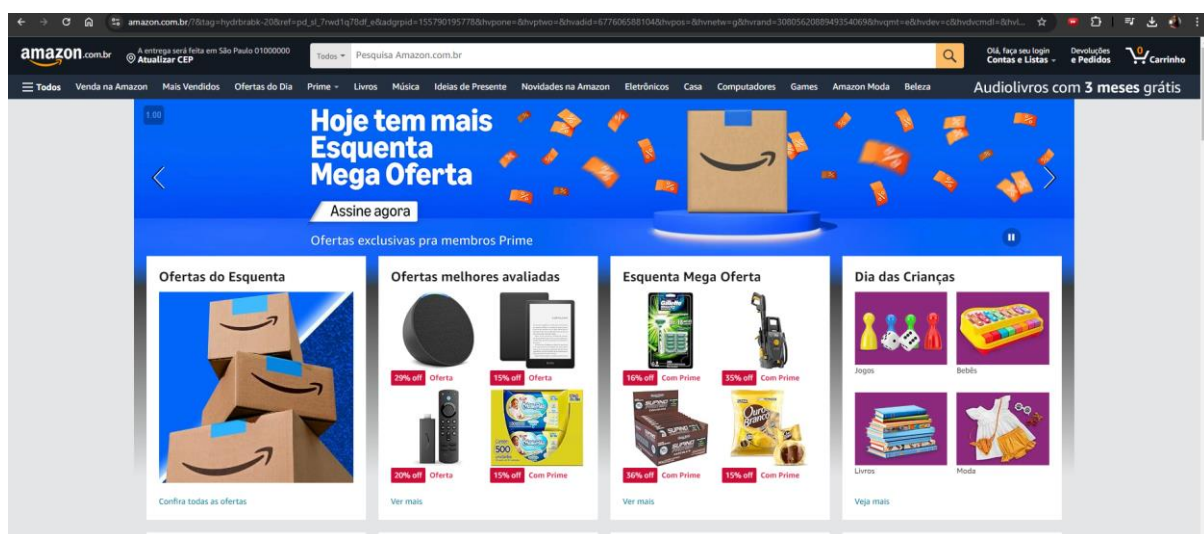 amazon.com.br/?&tag=hydrbrabk-20&ref=pd_sl_7rwd1q78df_e&adgrpid=155790195778&hvpone=&hvptwo=&hvadid=677606588104&hvpos=&hvnetw=g&hvrand=3080562088949354069&hvqmt=e&hvdev=c&hvdvcmdl=&hvl...
amazon.com.br
A entrega será feita em São Paulo 01000000
Atualizar CEP
Todos
Pesquisa Amazon.com.br
Olá, faça seu login
Contas e Listas
Devoluções
e Pedidos
0
Carrinho
Todos Venda na Amazon Mais Vendidos Ofertas do Dia Prime Livros Música Ideias de Presente Novidades na Amazon Eletrônicos Casa Computadores Games Amazon Moda Beleza Audiolivros com 3 meses grátis
1.00
Hoje tem mais
Esquenta
Mega Oferta
Assine agora
Ofertas exclusivas pra membros Prime
Ofertas do Esquenta
Confira todas as ofertas
Ofertas melhores avaliadas
29% off Oferta
15% off Oferta
500
20% off Oferta
15% off Com Prime
Ver mais
Esquenta Mega Oferta
Gillette
16% off Com Prime
35% off Com Prime
SUPINO
Ouro
Branco
36% off Com Prime
15% off Com Prime
Ver mais
Dia das Crianças
Jogos
Bebês
Livros
Moda
Veja mais